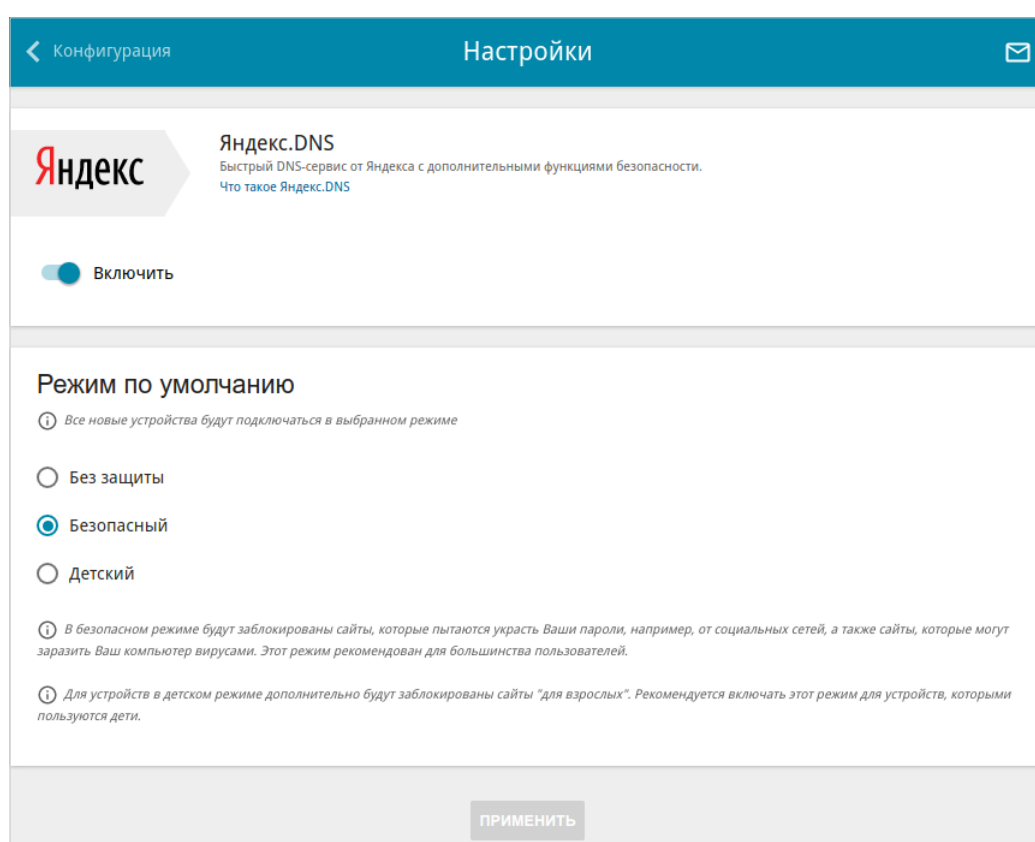 Конфигурация
Настройки
Яндекс
Яндекс.DNS
Быстрый DNS-сервис от Яндекса с дополнительными функциями безопасности.
Что такое Яндекс.DNS
Включить
Режим по умолчанию
Все новые устройства будут подключаться в выбранном режиме
Без защиты
Безопасный
Детский
В безопасном режиме будут заблокированы сайты, которые пытаются украсть Ваши пароли, например, от социальных сетей, а также сайты, которые могут
заразить Ваш компьютер вирусами. Этот режим рекомендован для большинства пользователей.
Для устройств в детском режиме дополнительно будут заблокированы сайты "для взрослых". Рекомендуется включать этот режим для устройств, которыми
пользуются дети.
ПРИМЕНИТЬ